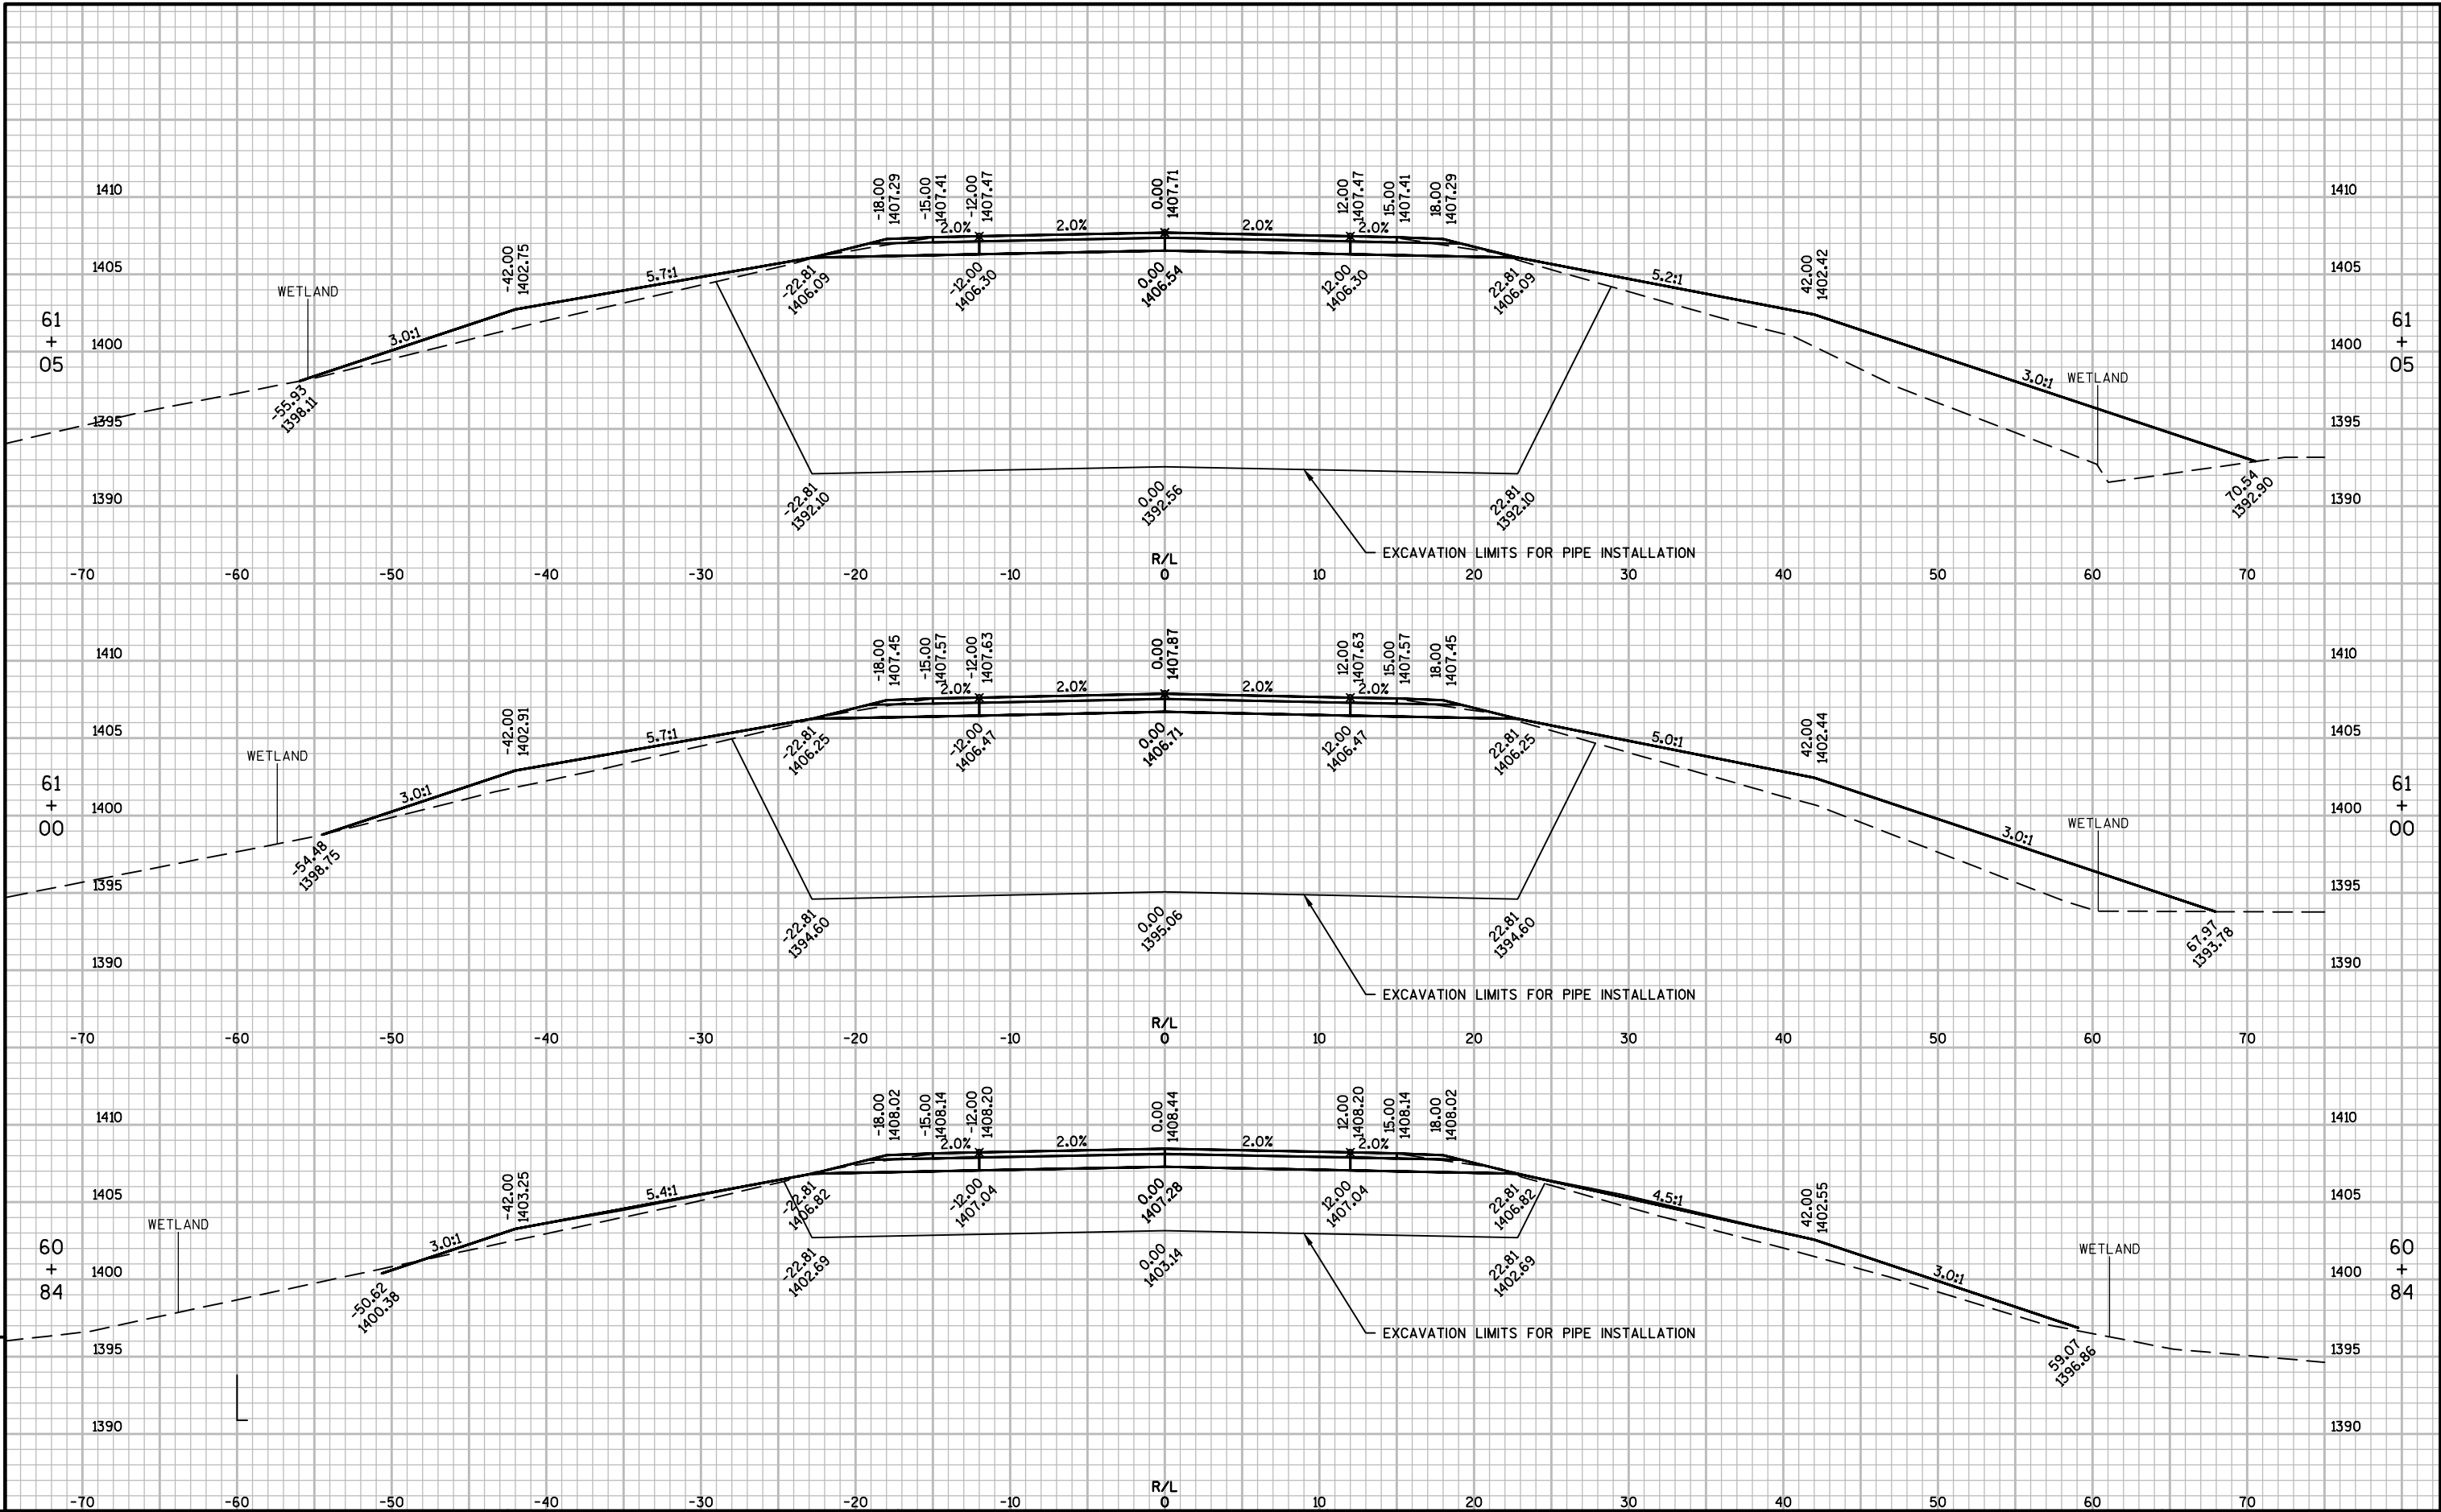 -18.00 1407.29
-15.00 1407.41
-12.00 1407.47
0.00 1407.71
12.00 1407.47
15.00 1407.41
18.00 1407.29
1410 1410
2.0% 2.0% 2.0% 2.0%
-42.00 1402.75
42.00 1402.42
1405 5.7:1 5.2:1 1405
-22.81 1406.09
-12.00 1406.30
0.00 1406.54
12.00 1406.30
22.81 1406.09
WETLAND
61 + 05
61 + 05
1400 3.0:1 1400
3.0:1 WETLAND
-55.93 1398.11
1395 1395
70.54 1392.90
1390 1390
-22.81 1392.10
0.00 1392.56
22.81 1392.10
EXCAVATION LIMITS FOR PIPE INSTALLATION
R/L
-70 -60 -50 -40 -30 -20 -10 0 10 20 30 40 50 60 70
-18.00 1407.45
-15.00 1407.57
-12.00 1407.63
0.00 1407.87
12.00 1407.63
15.00 1407.57
18.00 1407.45
1410 1410
2.0% 2.0% 2.0% 2.0%
-42.00 1402.91
42.00 1402.44
1405 5.7:1 5.0:1 1405
-22.81 1406.25
-12.00 1406.47
0.00 1406.71
12.00 1406.47
22.81 1406.25
WETLAND
61 + 00
61 + 00
1400 3.0:1 1400
3.0:1 WETLAND
-54.48 1398.75
1395 1395
67.97 1393.78
-22.81 1394.60
0.00 1395.06
22.81 1394.60
1390 1390
EXCAVATION LIMITS FOR PIPE INSTALLATION
R/L
-70 -60 -50 -40 -30 -20 -10 0 10 20 30 40 50 60 70
-18.00 1408.02
-15.00 1408.14
-12.00 1408.20
0.00 1408.44
12.00 1408.20
15.00 1408.14
18.00 1408.02
1410 1410
2.0% 2.0% 2.0% 2.0%
-42.00 1403.25
42.00 1402.55
1405 5.4:1 4.5:1 1405
-22.81 1406.82
-12.00 1407.04
0.00 1407.28
12.00 1407.04
22.81 1406.82
WETLAND
3.0:1 WETLAND
60 + 84
60 + 84
1400 3.0:1 1400
-22.81 1402.69
0.00 1403.14
22.81 1402.69
-50.62 1400.38
EXCAVATION LIMITS FOR PIPE INSTALLATION
1395 1395
59.07 1396.86
1390 1390
R/L
-70 -60 -50 -40 -30 -20 -10 0 10 20 30 40 50 60 70